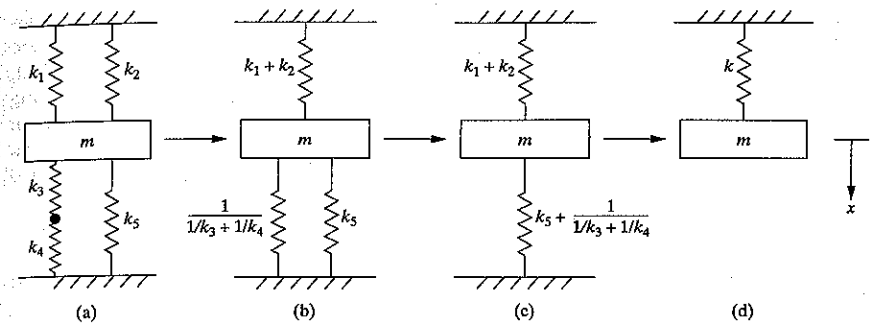 k₁
k₂
m
k₃
k₄
k₅
(a)
k₁ + k₂
m
1
1/k₃ + 1/k₄
k₅
(b)
k₁ + k₂
m
k₅ + 1
1/k₃ + 1/k₄
(c)
k
m
(d)
x